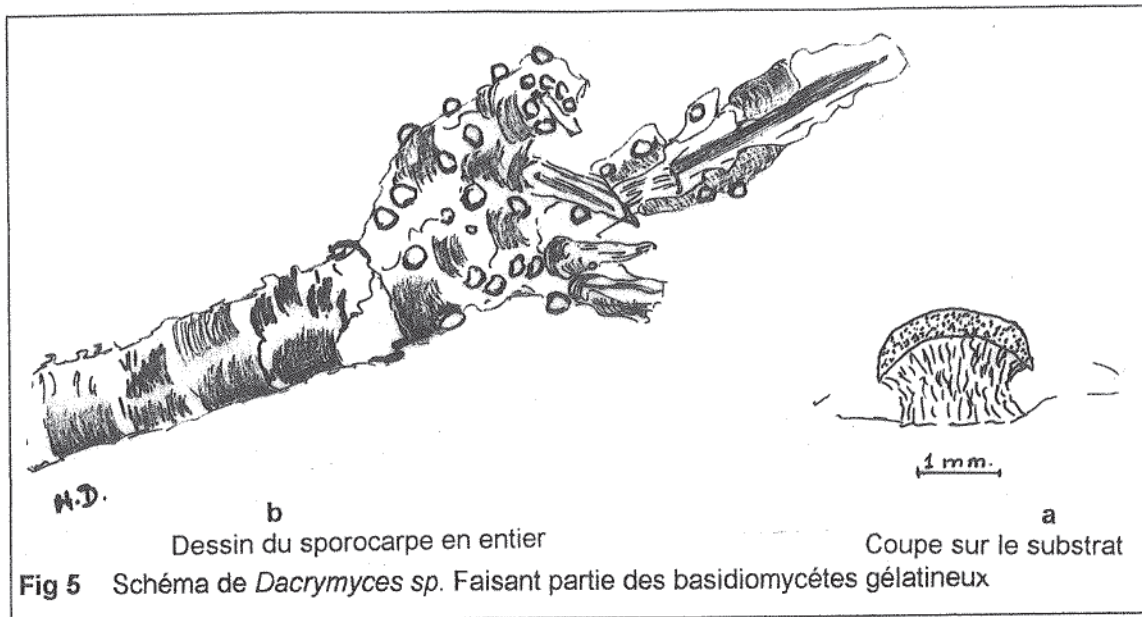 1 mm.
H.D.
b
Dessin du sporocarpe en entier
a
Coupe sur le substrat
Fig 5 Schéma de Dacrymyces sp. Faisant partie des basidiomycétes gélatineux